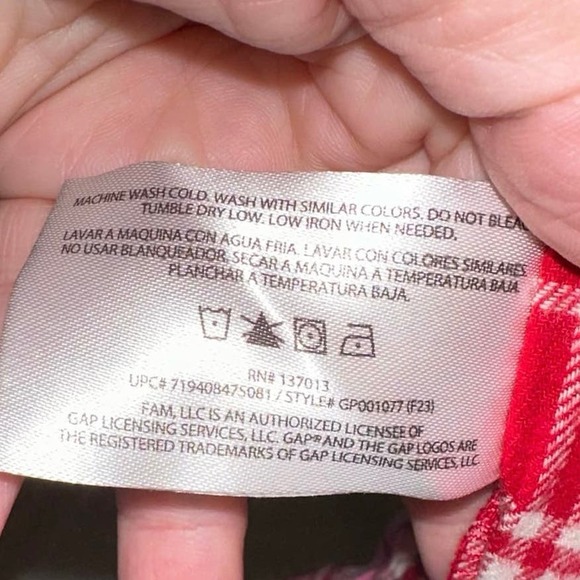 MACHINE WASH COLD. WASH WITH SIMILAR COLORS. DO NOT BLEAC
TUMBLE DRY LOW. LOW IRON WHEN NEEDED.
LAVAR A MAQUINA CON AGUA FRIA. LAVAR CON COLORES SIMILARES.
NO USAR BLANQUEADOR. SECAR A MAQUINA A TEMPERATURA BAJA
PLANCHAR A TEMPERATURA BAJA.
RN# 137013
UPC# 719408475081 / STYLE# GP001077 (F23)
FAM, LLC IS AN AUTHORIZED LICENSEE OF
GAP LICENSING SERVICES, LLC. GAP® AND THE GAP LOGOS ARE
THE REGISTERED TRADEMARKS OF GAP LICENSING SERVICES, LLC